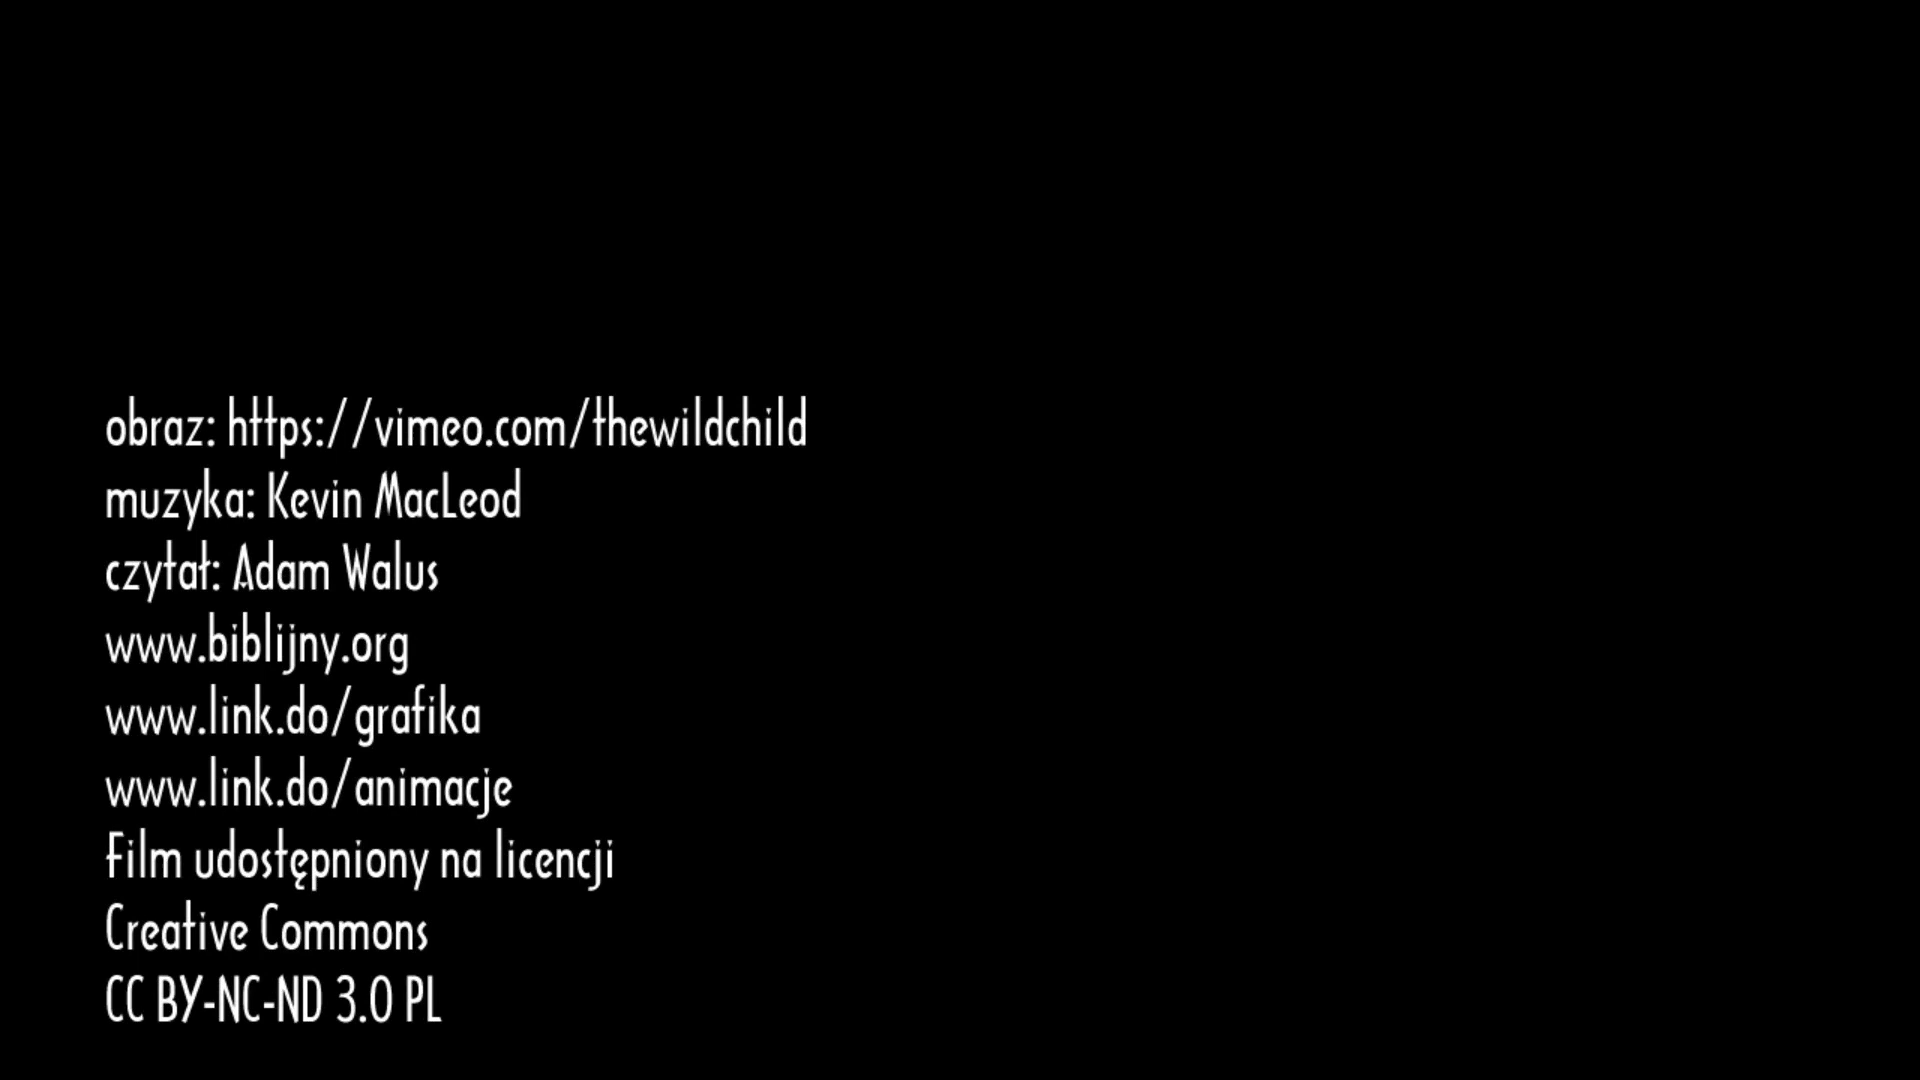 obraz: https://vimeo.com/thewildchild
muzyka: Kevin MacLeod
czytał: Adam Walus
www.biblijny.org
www.link.do/grafika
www.link.do/animacje
Film udostępniony na licencji
Creative Commons
CC BY-NC-ND 3.0 PL